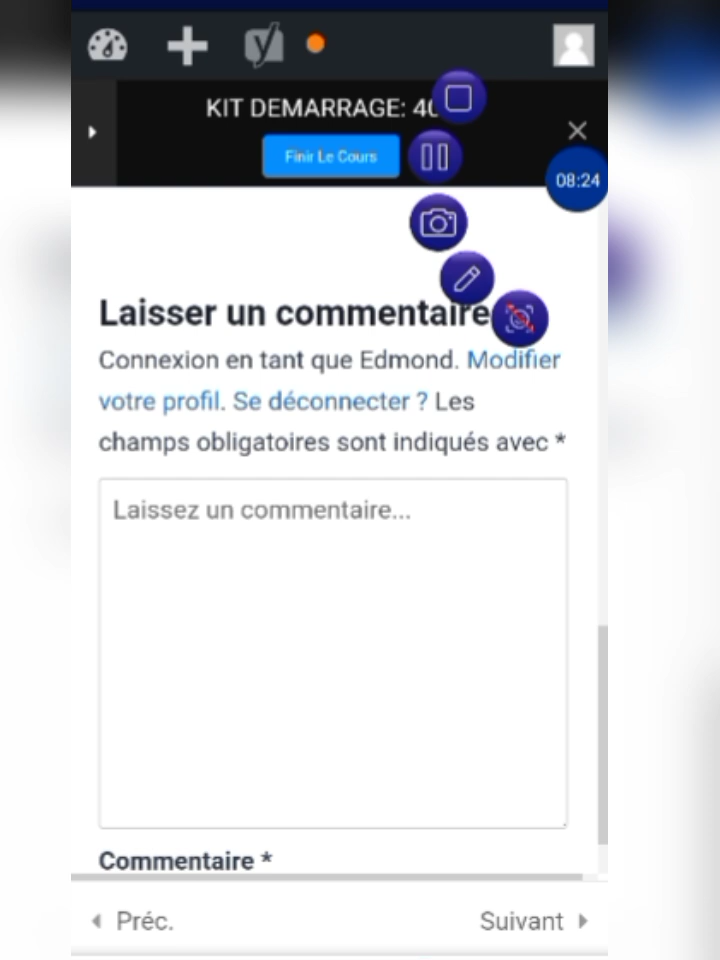 KIT DEMARRAGE: 40
Finir Le Cours
08:24
Laisser un commentaire
Connexion en tant que Edmond. Modifier
votre profil. Se déconnecter ? Les
champs obligatoires sont indiqués avec *
Laissez un commentaire...
Commentaire *
Préc.
Suivant